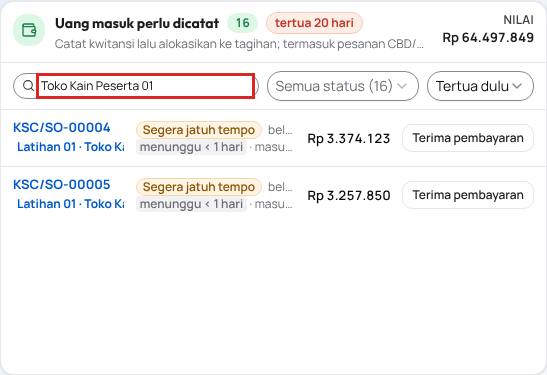 Uang masuk perlu dicatat 16 tertua 20 hari
Catat kwitansi lalu alokasikan ke tagihan; termasuk pesanan CBD/...
NILAI
Rp 64.497.849
Toko Kain Peserta 01
Semua status (16)
Tertua dulu
KSC/SO-00004
Latihan 01 · Toko Ka
Segera jatuh tempo bel...
menunggu < 1 hari · masu...
Rp 3.374.123
Terima pembayaran
KSC/SO-00005
Latihan 01 · Toko Ka
Segera jatuh tempo bel...
menunggu < 1 hari · masu...
Rp 3.257.850
Terima pembayaran